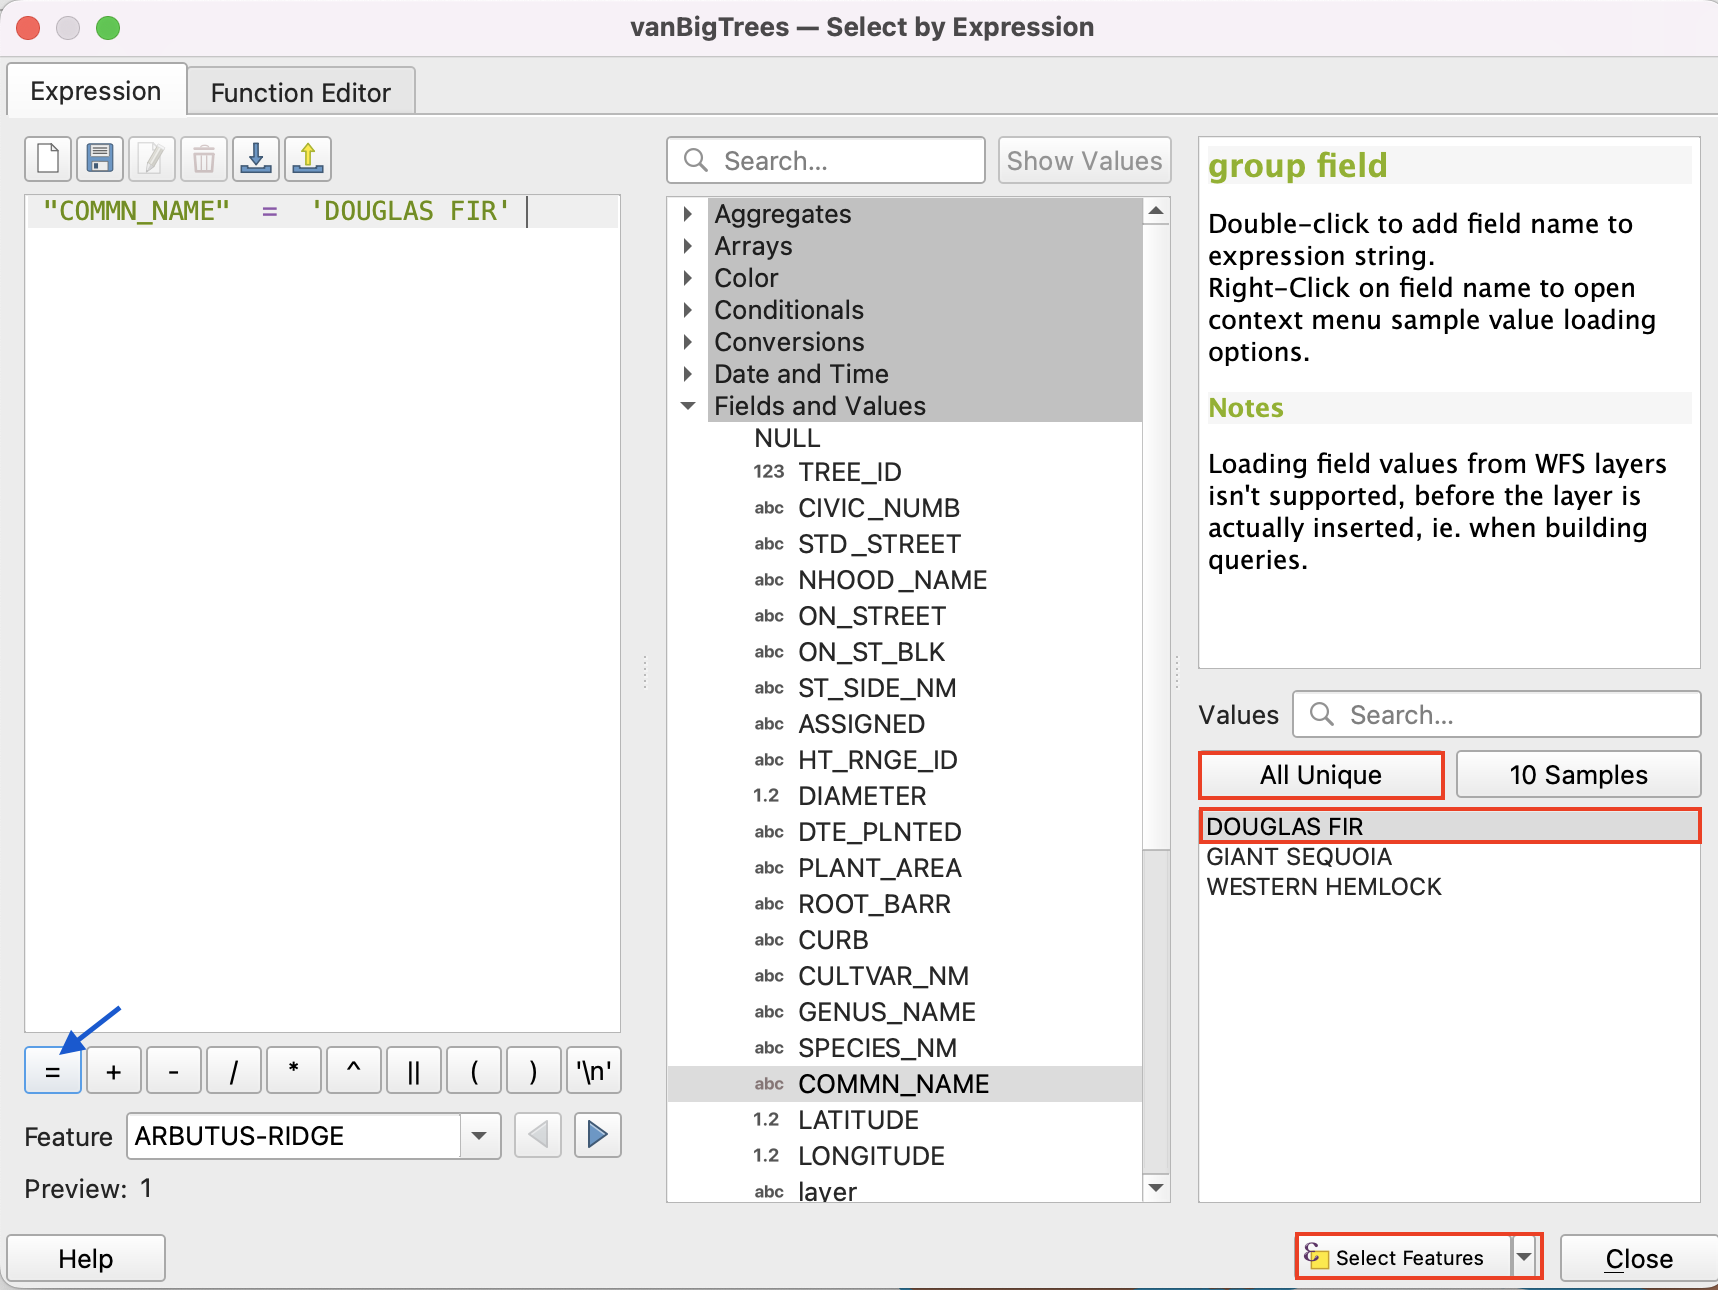 vanBigTrees — Select by Expression
Expression
Function Editor
"COMMN_NAME" = 'DOUGLAS FIR'
= + - / * ^ || ( ) '\n'
Feature ARBUTUS-RIDGE
Preview: 1
Help
Search...
Show Values
Aggregates
Arrays
Color
Conditionals
Conversions
Date and Time
Fields and Values
NULL
123 TREE_ID
abc CIVIC_NUMB
abc STD_STREET
abc NHOOD_NAME
abc ON_STREET
abc ON_ST_BLK
abc ST_SIDE_NM
abc ASSIGNED
abc HT_RNGE_ID
1.2 DIAMETER
abc DTE_PLNTED
abc PLANT_AREA
abc ROOT_BARR
abc CURB
abc CULTVAR_NM
abc GENUS_NAME
abc SPECIES_NM
abc COMMN_NAME
1.2 LATITUDE
1.2 LONGITUDE
abc layer
group field
Double-click to add field name to
expression string.
Right-Click on field name to open
context menu sample value loading
options.
Notes
Loading field values from WFS layers
isn't supported, before the layer is
actually inserted, ie. when building
queries.
Values Search...
All Unique
10 Samples
DOUGLAS FIR
GIANT SEQUOIA
WESTERN HEMLOCK
Select Features
Close